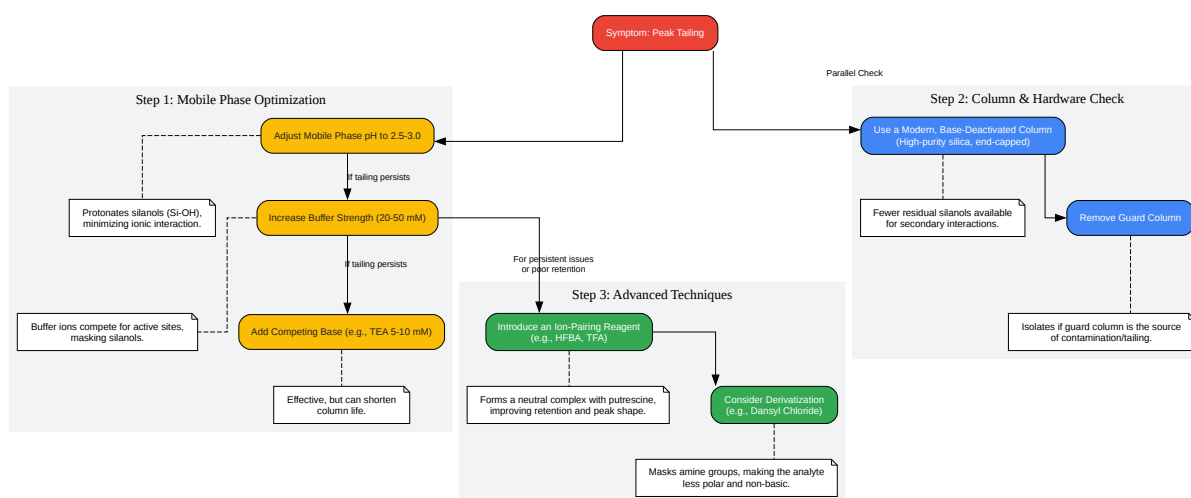 Symptom: Peak Tailing
Parallel Check
Step 1: Mobile Phase Optimization
Adjust Mobile Phase pH to 2.5-3.0
If tailing persists
Protonates silanols (Si-OH),
minimizing ionic interaction.
Increase Buffer Strength (20-50 mM)
If tailing persists
Buffer ions compete for active sites,
masking silanols.
Add Competing Base (e.g., TEA 5-10 mM)
Effective, but can shorten
column life.
Step 2: Column & Hardware Check
Use a Modern, Base-Deactivated Column
(High-purity silica, end-capped)
Fewer residual silanols available
for secondary interactions.
Remove Guard Column
Isolates if guard column is the source
of contamination/tailing.
For persistent issues
or poor retention
Step 3: Advanced Techniques
Introduce an Ion-Pairing Reagent
(e.g., HFBA, TFA)
Forms a neutral complex with putrescine,
improving retention and peak shape.
Consider Derivatization
(e.g., Dansyl Chloride)
Masks amine groups, making the analyte
less polar and non-basic.